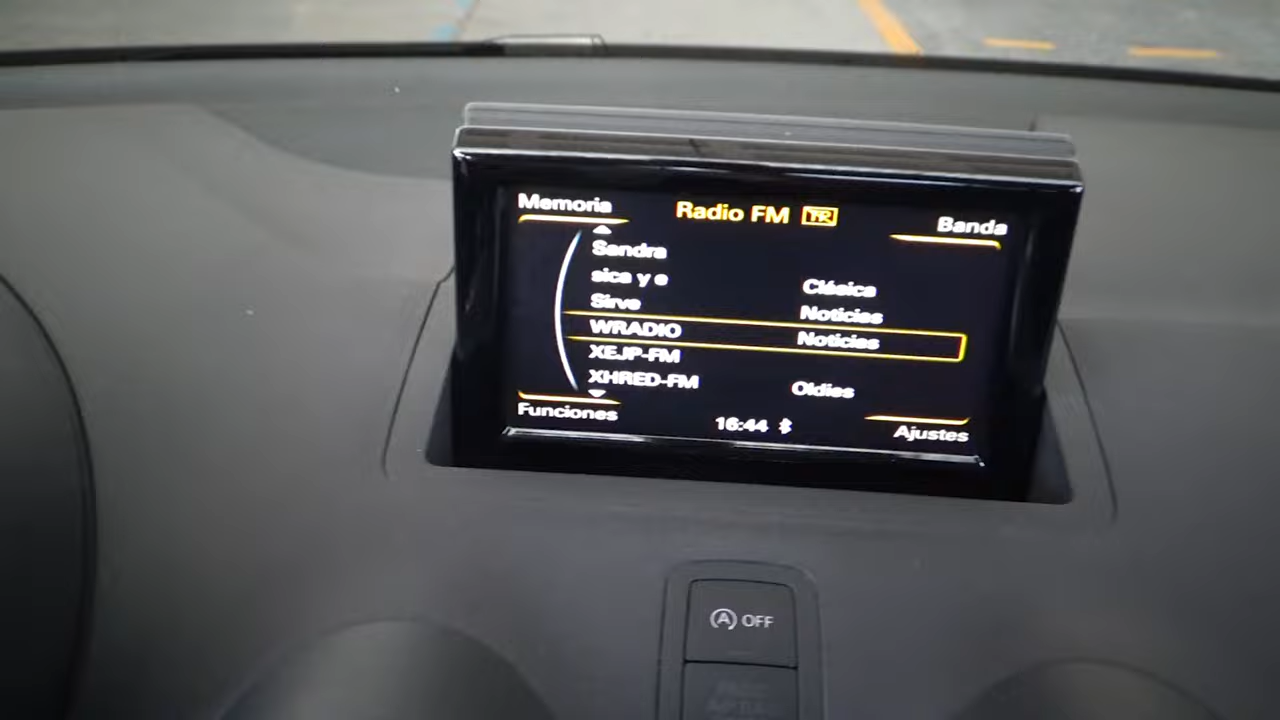 Memoria
Radio FM TP
Banda
Sandra
sica y e Clásica
Sirve Noticias
WRADIO Noticias
XEJP-FM
XHRED-FM Oldies
Funciones
16:44
Ajustes
A OFF